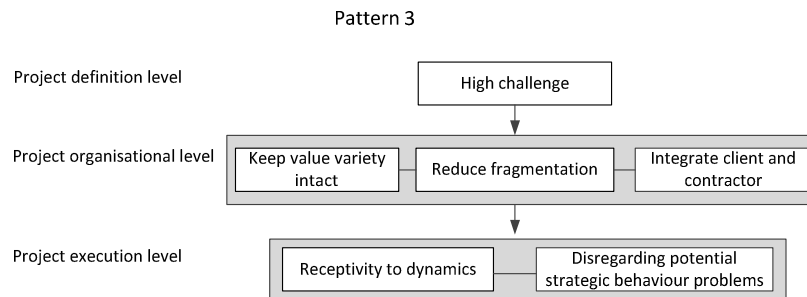 Pattern 3
Project definition level
High challenge
Project organisational level
Keep value variety
intact
Reduce fragmentation
Integrate client and
contractor
Project execution level
Receptivity to dynamics
Disregarding potential
strategic behaviour problems